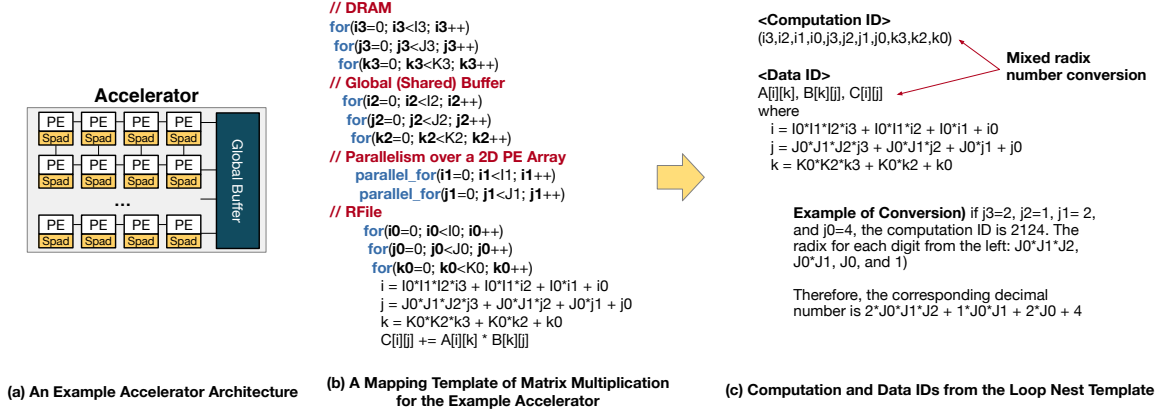 Accelerator
PE PE PE PE
Spad Spad Spad Spad
PE PE PE PE
Spad Spad Spad Spad
...
PE PE PE PE
Spad Spad Spad Spad
Global Buffer
(a) An Example Accelerator Architecture
// DRAM
for(i3=0; i3<I3; i3++)
for(j3=0; j3<J3; j3++)
for(k3=0; k3<K3; k3++)
// Global (Shared) Buffer
for(i2=0; i2<I2; i2++)
for(j2=0; j2<J2; j2++)
for(k2=0; k2<K2; k2++)
// Parallelism over a 2D PE Array
parallel_for(i1=0; i1<I1; i1++)
parallel_for(j1=0; j1<J1; j1++)
// RFile
for(i0=0; i0<I0; i0++)
for(j0=0; j0<J0; j0++)
for(k0=0; k0<K0; k0++)
i = I0*I1*I2*i3 + I0*I1*i2 + I0*i1 + i0
j = J0*J1*J2*j3 + J0*J1*j2 + J0*j1 + j0
k = K0*K2*k3 + K0*k2 + k0
C[i][j] += A[i][k] * B[k][j]
(b) A Mapping Template of Matrix Multiplication
for the Example Accelerator
<Computation ID>
(i3,i2,i1,i0,j3,j2,j1,j0,k3,k2,k0)
Mixed radix
number conversion
<Data ID>
A[i][k], B[k][j], C[i][j]
where
i = I0*I1*I2*i3 + I0*I1*i2 + I0*i1 + i0
j = J0*J1*J2*j3 + J0*J1*j2 + J0*j1 + j0
k = K0*K2*k3 + K0*k2 + k0
Example of Conversion) if j3=2, j2=1, j1= 2,
and j0=4, the computation ID is 2124. The
radix for each digit from the left: J0*J1*J2,
J0*J1, J0, and 1)
Therefore, the corresponding decimal
number is 2*J0*J1*J2 + 1*J0*J1 + 2*J0 + 4
(c) Computation and Data IDs from the Loop Nest Template